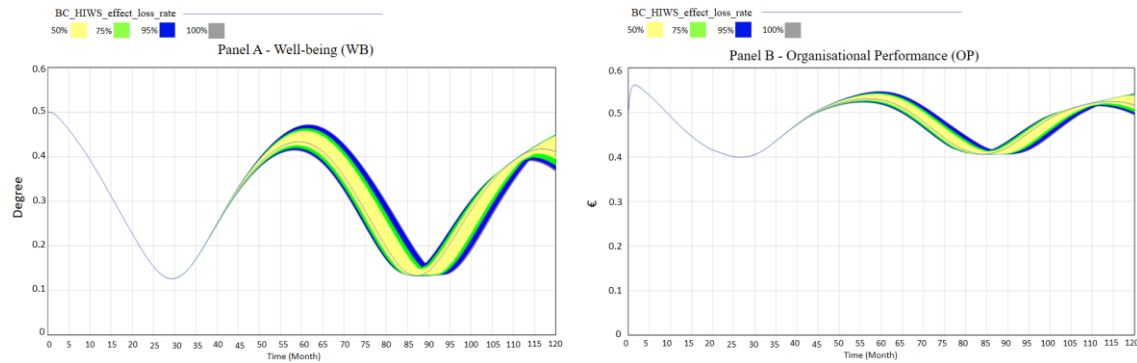 BC_HIWS_effect_loss_rate
50% 75% 95% 100%
Panel A - Well-being (WB)
0.6
0.5
0.4
0.3
0.2
0.1
0
Degree
0 5 10 15 20 25 30 35 40 45 50 55 60 65 70 75 80 85 90 95 100 105 110 115 120
Time (Month)
BC_HIWS_effect_loss_rate
50% 75% 95% 100%
Panel B - Organisational Performance (OP)
0.6
0.5
0.4
0.3
0.2
0.1
0
€
0 5 10 15 20 25 30 35 40 45 50 55 60 65 70 75 80 85 90 95 100 105 110 115 120
Time (Month)